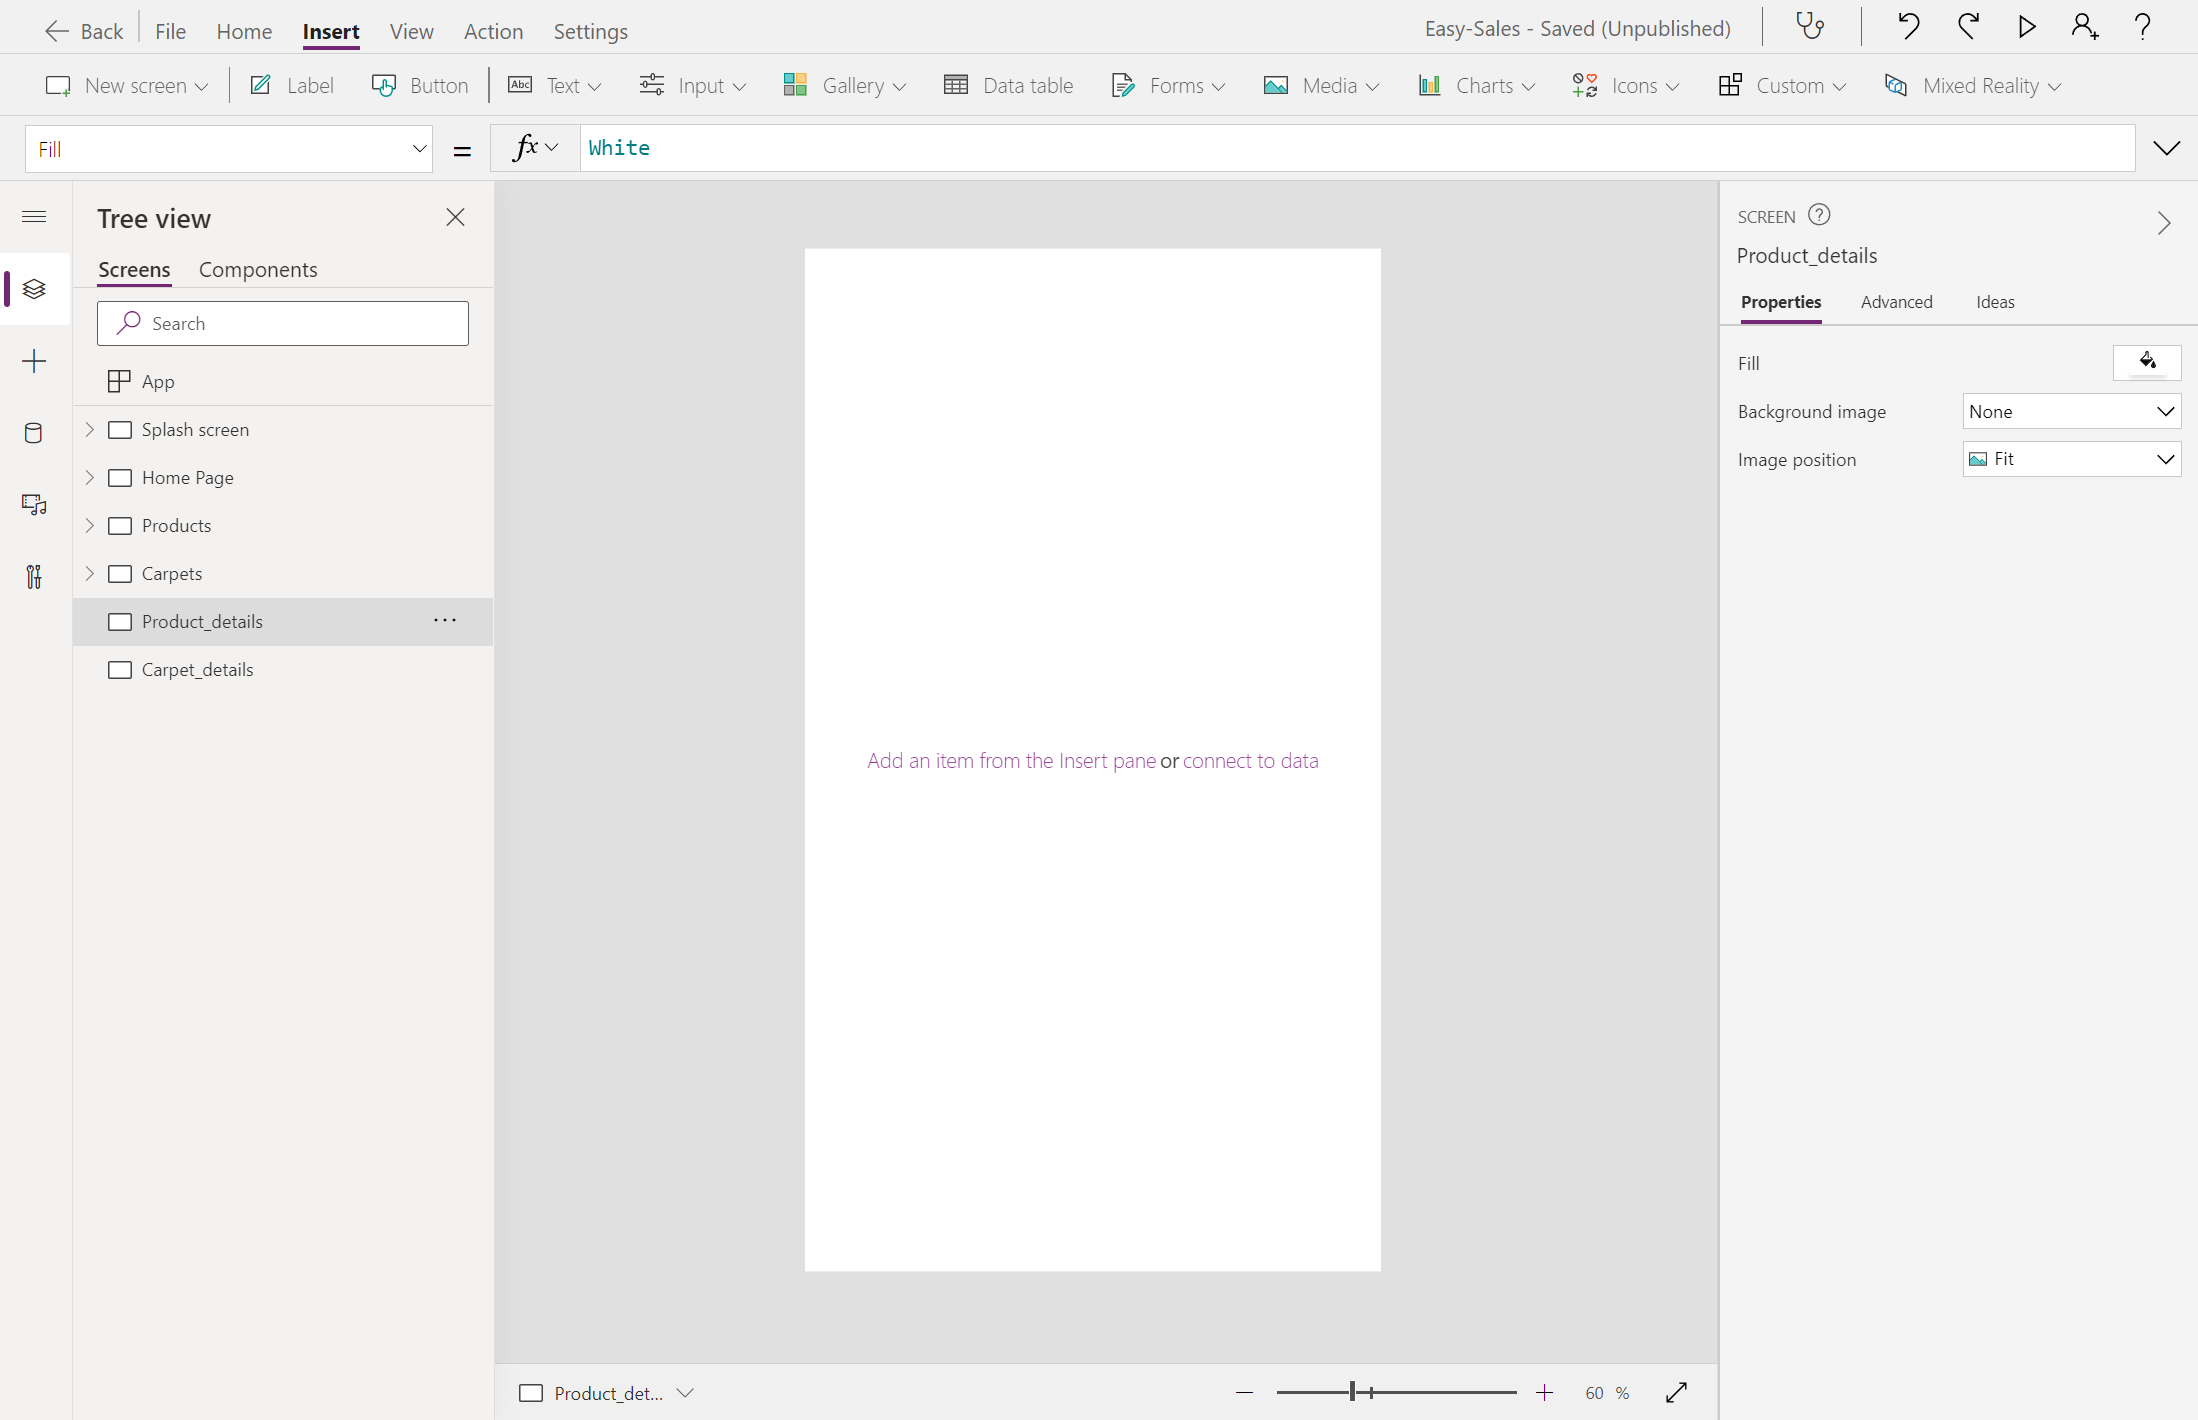 Back File Home Insert View Action Settings Easy-Sales - Saved (Unpublished)
New screen Label Button Abc Text Input Gallery Data table Forms Media Charts Icons Custom Mixed Reality
Fill = fx White
Tree view
Screens Components
Search
App
Splash screen
Home Page
Products
Carpets
Product_details ...
Carpet_details
Add an item from the Insert pane or connect to data
SCREEN ?
Product_details
Properties Advanced Ideas
Fill
Background image None
Image position Fit
Product_det... 60 %